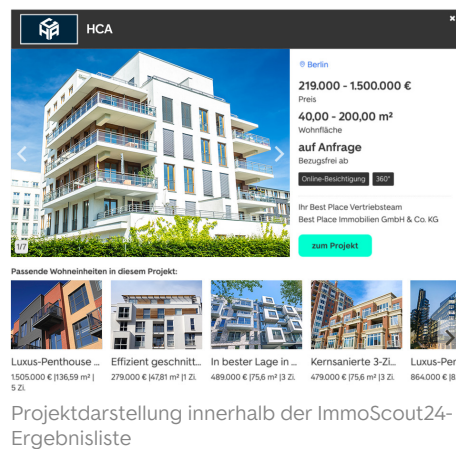 HCA
Berlin
219.000 - 1.500.000 €
Preis
40,00 - 200,00 m²
Wohnfläche
auf Anfrage
Bezugsfrei ab
Online-Besichtigung 360°
Ihr Best Place Vertriebsteam
Best Place Immobilien GmbH & Co. KG
zum Projekt
1/7
Passende Wohneinheiten in diesem Projekt:
Luxus-Penthouse ...
1.505.000 € |136,59 m² |
5 Zi.
Effizient geschnitt...
279.000 € |47,81 m² |1 Zi.
In bester Lage in ...
489.000 € |75,6 m² |3 Zi.
Kernsanierte 3-Zi...
479.000 € |75,6 m² |3 Zi.
Luxus-Pen
864.000 € |8
Projektdarstellung innerhalb der ImmoScout24-
Ergebnisliste